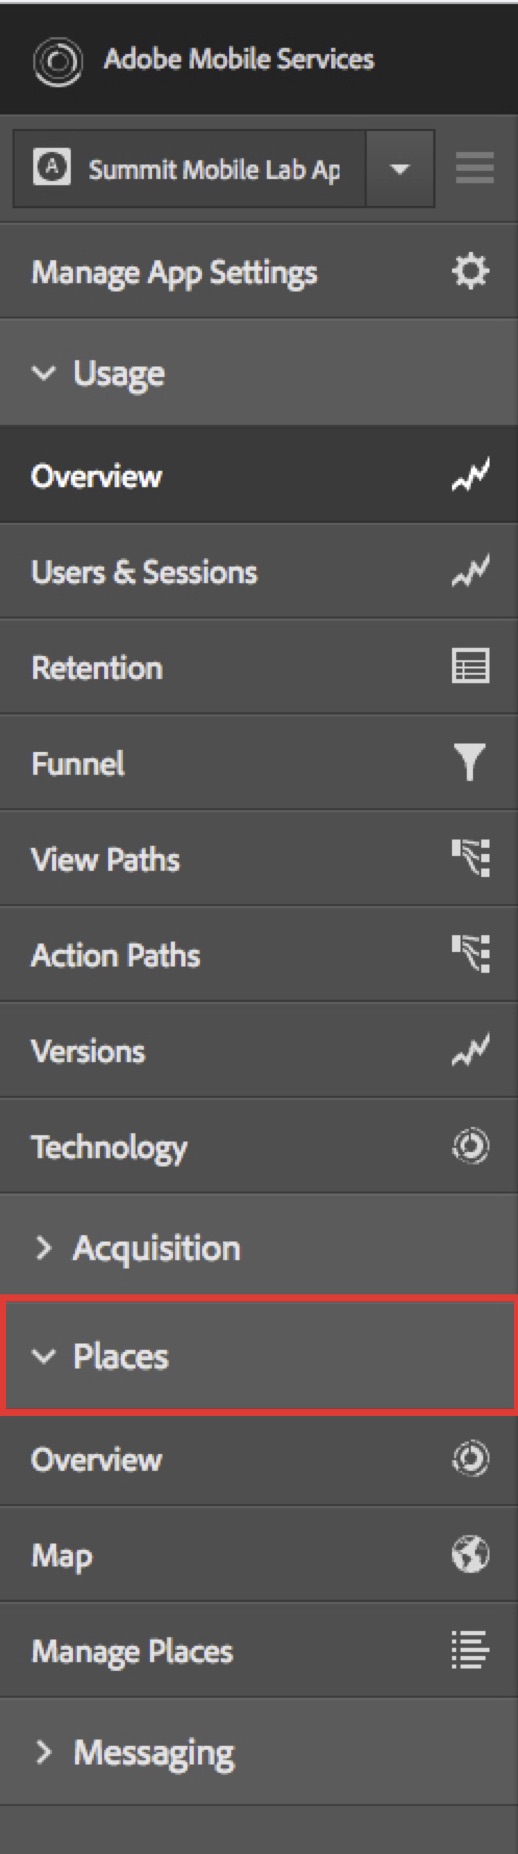 Adobe Mobile Services
Summit Mobile Lab Ap
Manage App Settings
Usage
Overview
Users & Sessions
Retention
Funnel
View Paths
Action Paths
Versions
Technology
Acquisition
Places
Overview
Map
Manage Places
Messaging